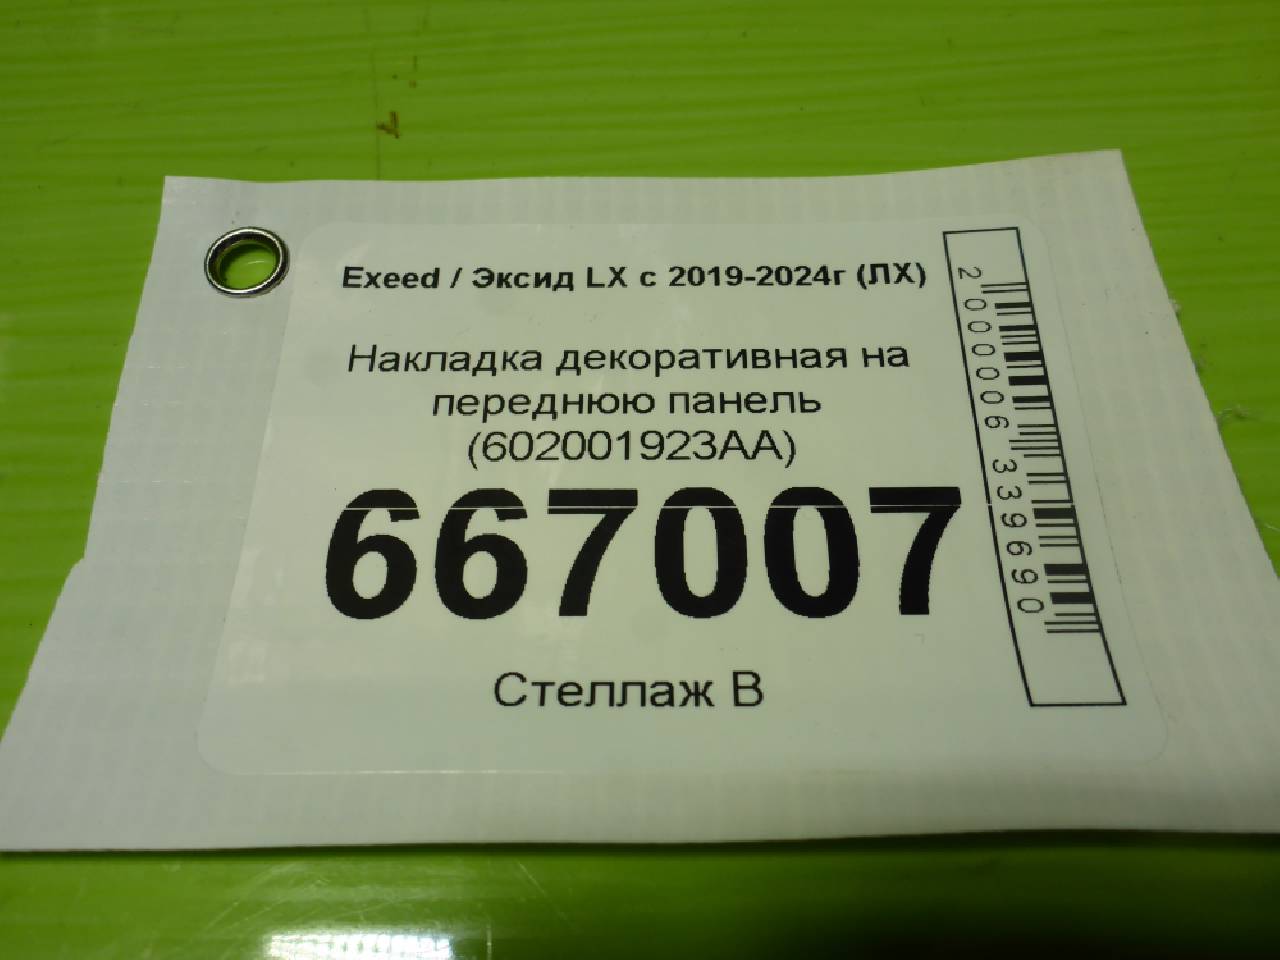 Exeed / Эксид LX с 2019-2024г (ЛХ)
Накладка декоративная на
переднюю панель
(602001923AA)
667007
Стеллаж В
2000006339690